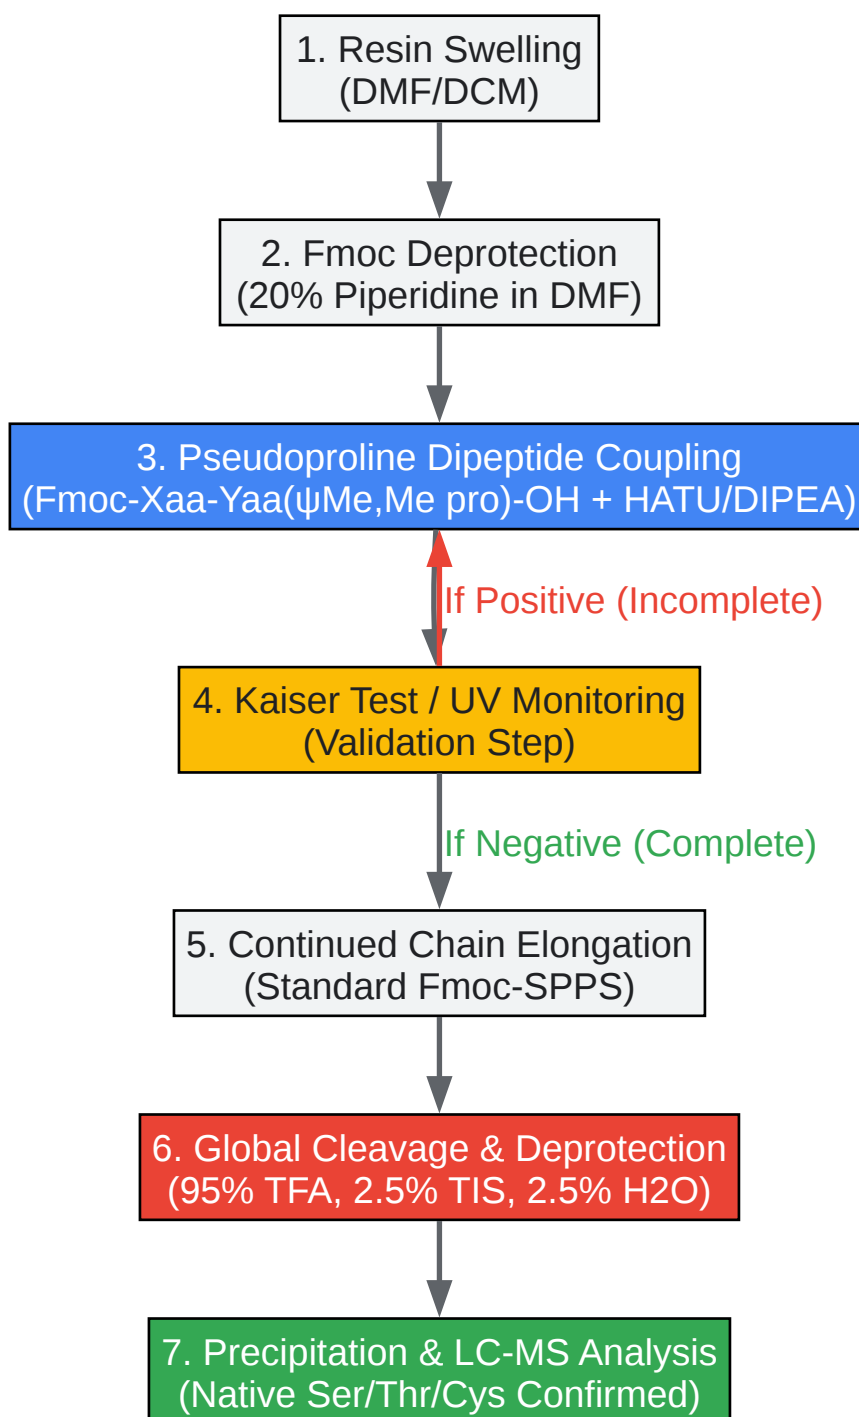 1. Resin Swelling
(DMF/DCM)
2. Fmoc Deprotection
(20% Piperidine in DMF)
3. Pseudoproline Dipeptide Coupling
(Fmoc-Xaa-Yaa(ψMe,Me pro)-OH + HATU/DIPEA)
If Positive (Incomplete)
4. Kaiser Test / UV Monitoring
(Validation Step)
If Negative (Complete)
5. Continued Chain Elongation
(Standard Fmoc-SPPS)
6. Global Cleavage & Deprotection
(95% TFA, 2.5% TIS, 2.5% H2O)
7. Precipitation & LC-MS Analysis
(Native Ser/Thr/Cys Confirmed)